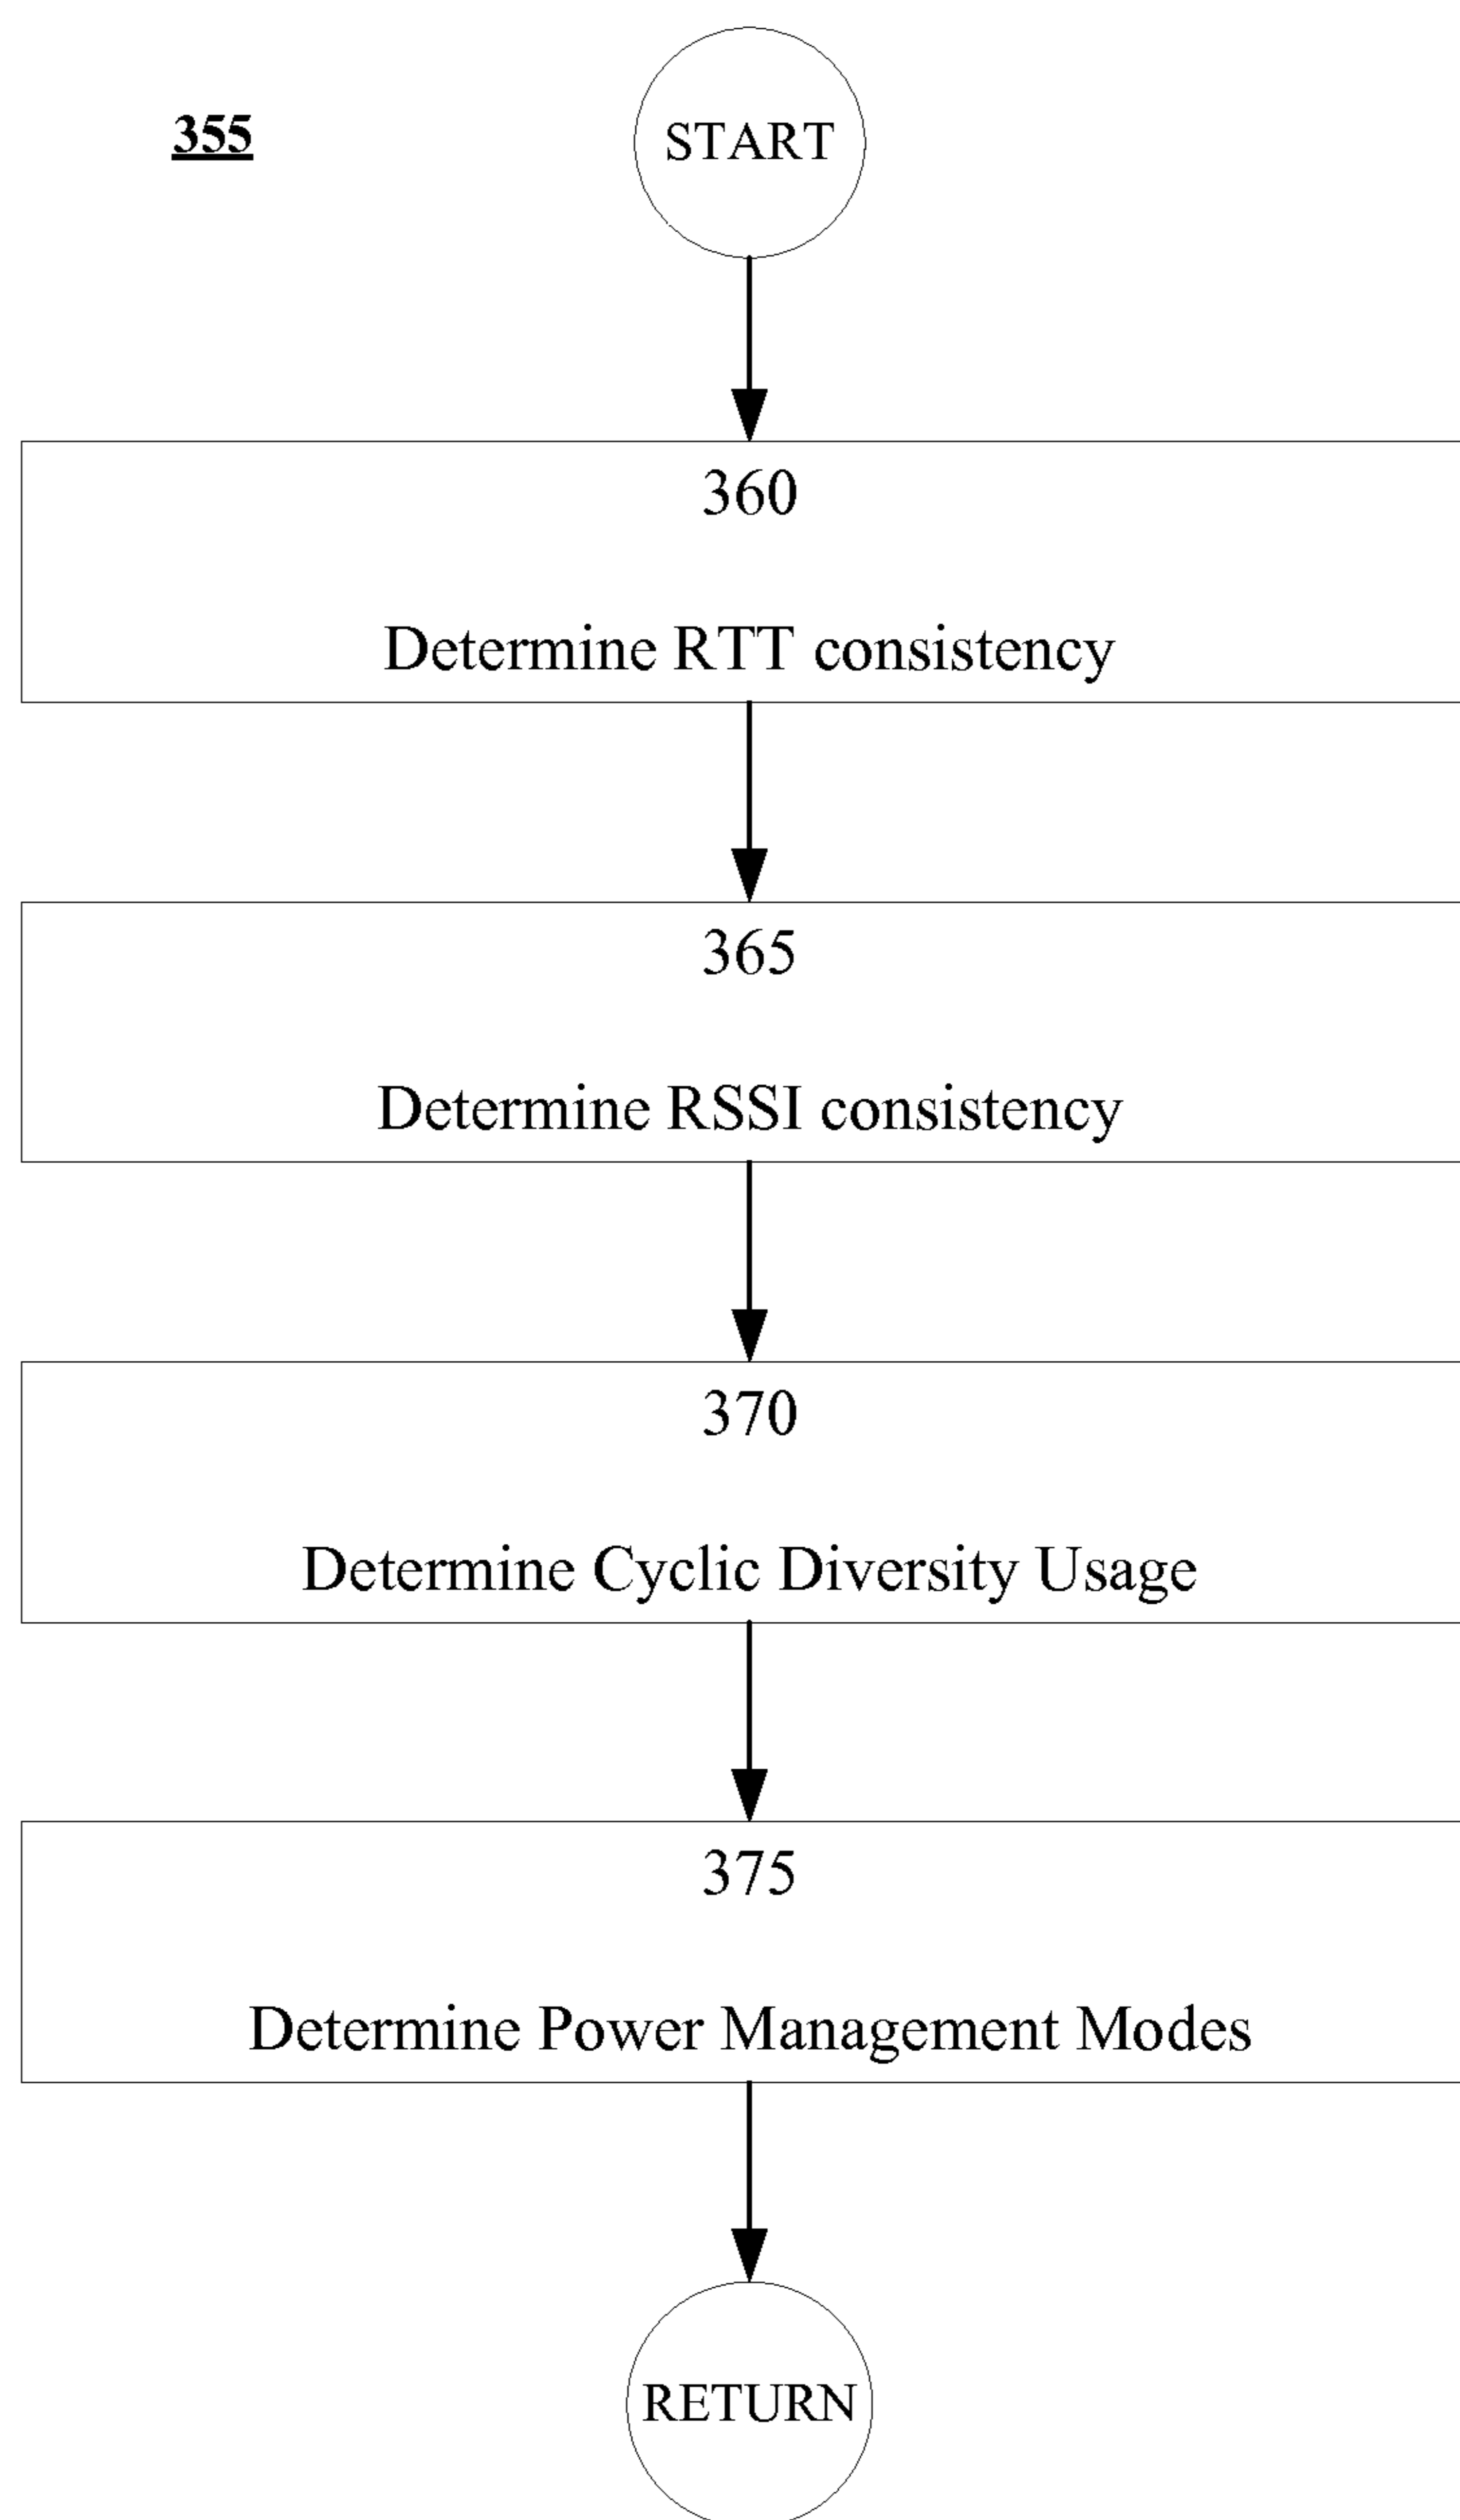 355
START
360
Determine RTT consistency
365
Determine RSSI consistency
370
Determine Cyclic Diversity Usage
375
Determine Power Management Modes
RETURN